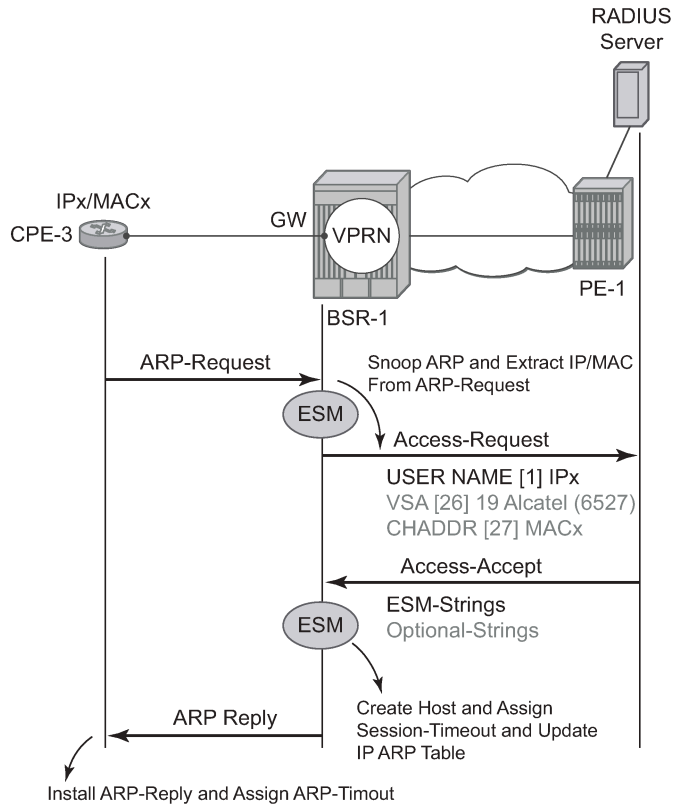 RADIUS
Server
IPx/MACx
CPE-3
GW
VPRN
PE-1
BSR-1
ARP-Request
Snoop ARP and Extract IP/MAC
From ARP-Request
ESM
Access-Request
USER NAME [1] IPx
VSA [26] 19 Alcatel (6527)
CHADDR [27] MACx
Access-Accept
ESM-Strings
Optional-Strings
ESM
Create Host and Assign
Session-Timeout and Update
IP ARP Table
ARP Reply
Install ARP-Reply and Assign ARP-Timout